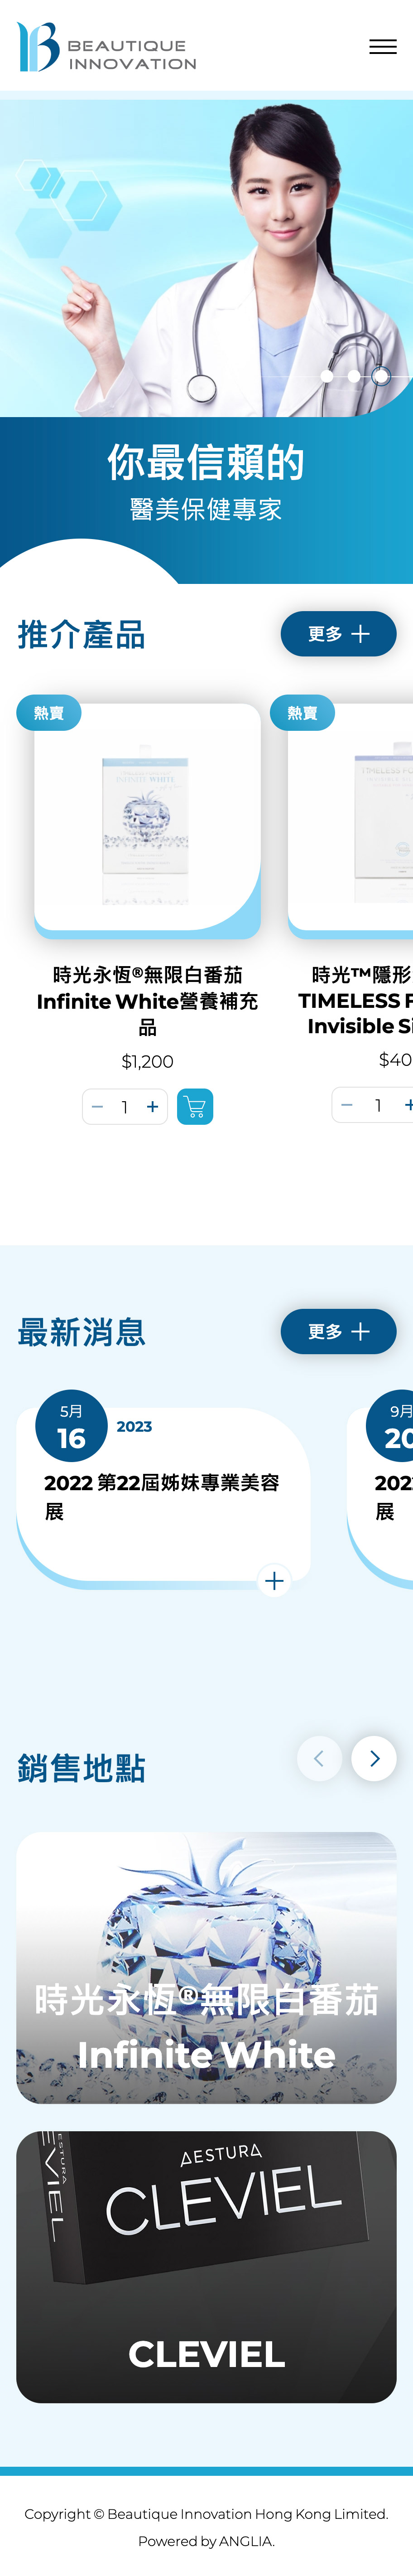 BEAUTIQUE
INNOVATION
你最信賴的
醫美保健專家
推介產品
更多
熱賣
熱賣
INFINITE WHITE
時光永恆®無限白番茄
Infinite White營養補充
品
$1,200
1
時光™隱形
TIMELESS F
Invisible Si
$40
1
最新消息
更多
5月
16
2023
2022 第22屆姊妹專業美容
展
9月
20
202
展
銷售地點
時光永恆®無限白番茄
Infinite White
AESTURA
CLEVIEL
CLEVIEL
Copyright © Beautique Innovation Hong Kong Limited.
Powered by ANGLIA.